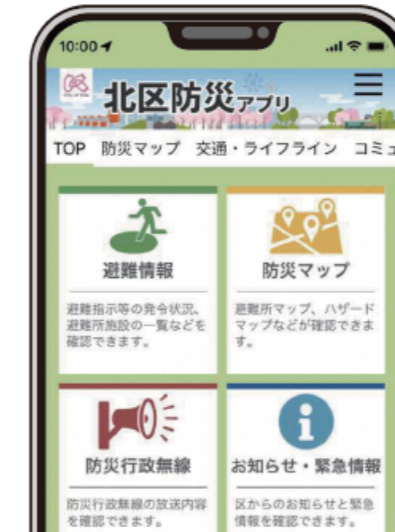 10:00
北区防災アプリ
TOP 防災マップ 交通・ライフライン コミュ
避難情報
避難指示等の発令状況、
避難所施設の一覧などを
確認できます。
防災マップ
避難所マップ、ハザード
マップなどが確認できま
す。
防災行政無線
防災行政無線の放送内容
を確認できます。
お知らせ・緊急情報
区からのお知らせと緊急
情報を確認できます。